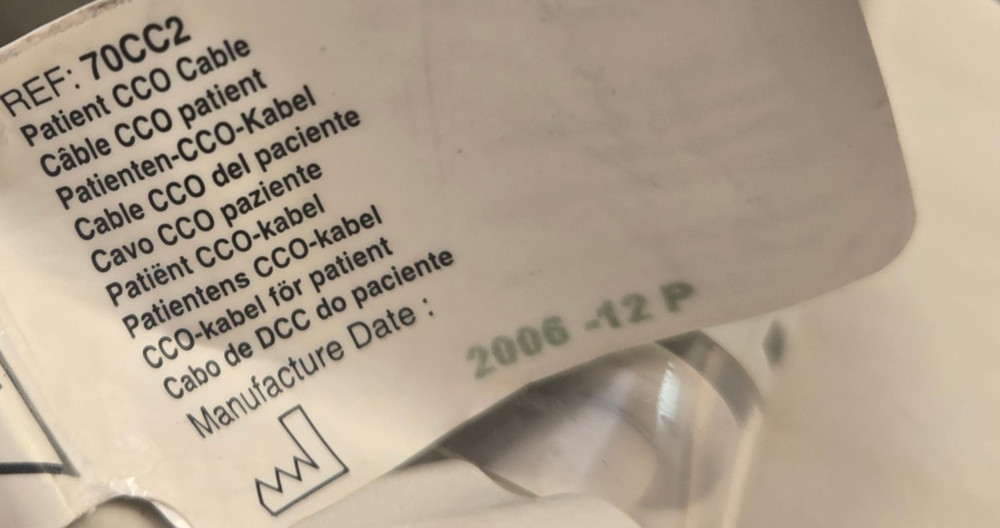 REF: 70CC2
Patient CCO Cable
Câble CCO patient
Patienten-CCO-Kabel
Cable CCO del paciente
Cavo CCO paziente
Patiënt CCO-kabel
Patientens CCO-kabel
CCO-kabel för patient
Cabo de DCC do paciente
Manufacture Date :
2006 -12 P